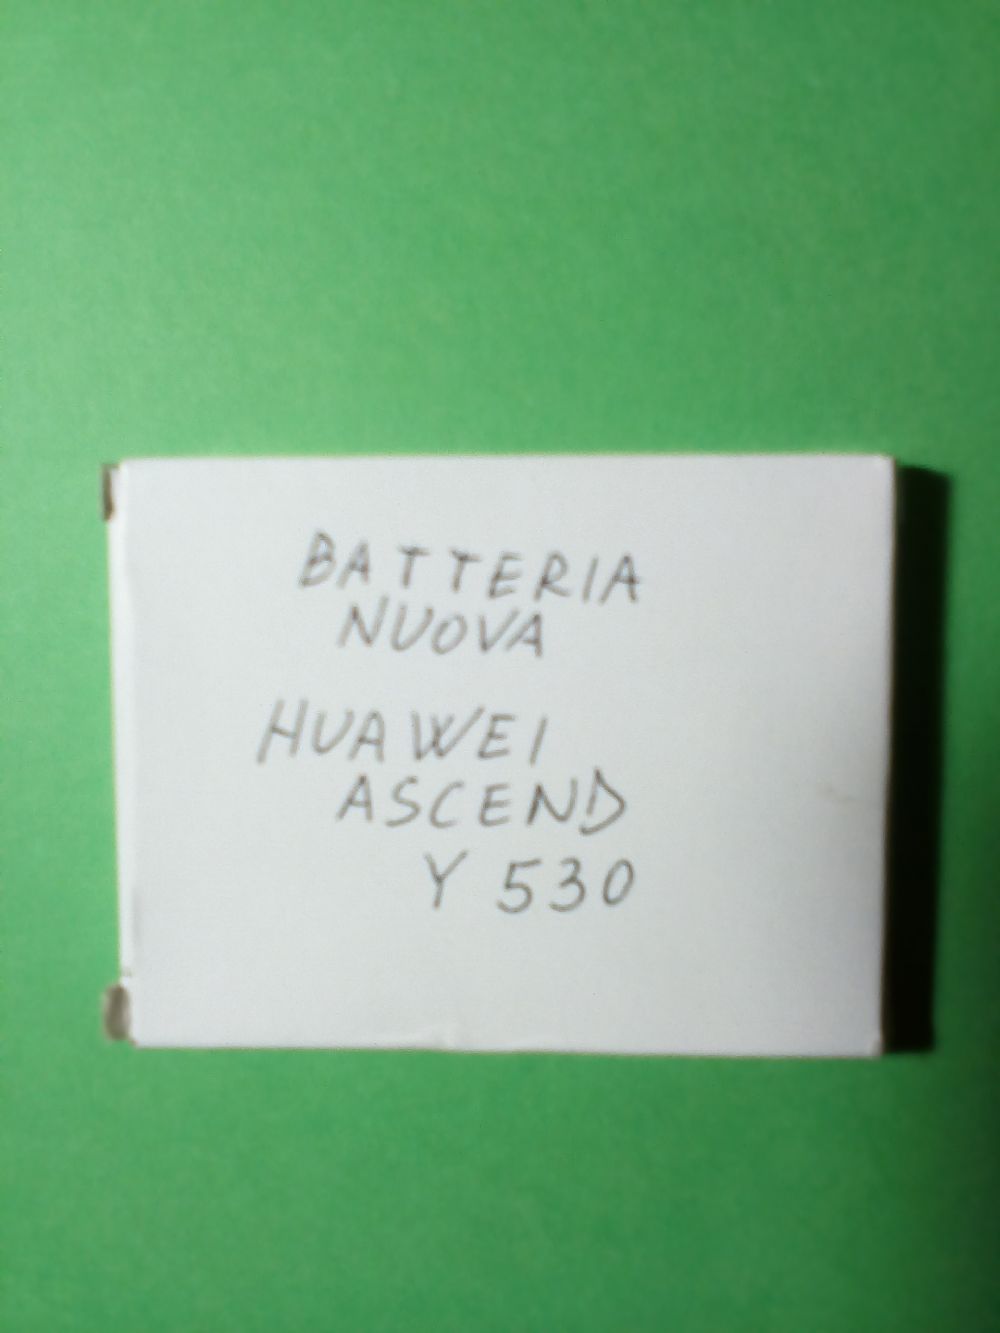 BATTERIA
NUOVA
HUAWEI
ASCEND
Y 530